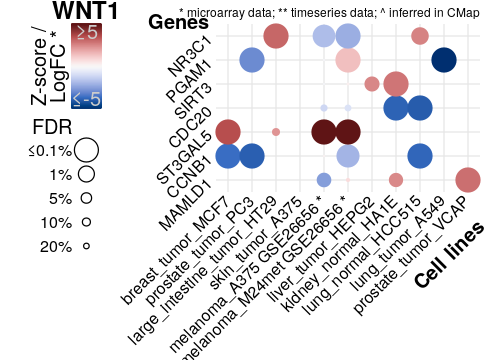 WNT1
* microarray data; ** timeseries data; ^ inferred in CMap
Genes
Z-score /
LogFC *
≥5
≤-5
FDR
≤0.1%
1%
5%
10%
20%
NR3C1
PGAM1
SIRT3
CDC20
ST3GAL5
CCNB1
MAMLD1
breast_tumor_MCF7
prostate_tumor_PC3
large_Intestine_tumor_HT29
skin_tumor_A375
melanoma_A375 GSE26656 *
melanoma_M24met GSE26656 *
liver_tumor_HEPG2
kidney_normal_HA1E
lung_normal_HCC515
lung_tumor_A549
prostate_tumor_VCAP
Cell lines